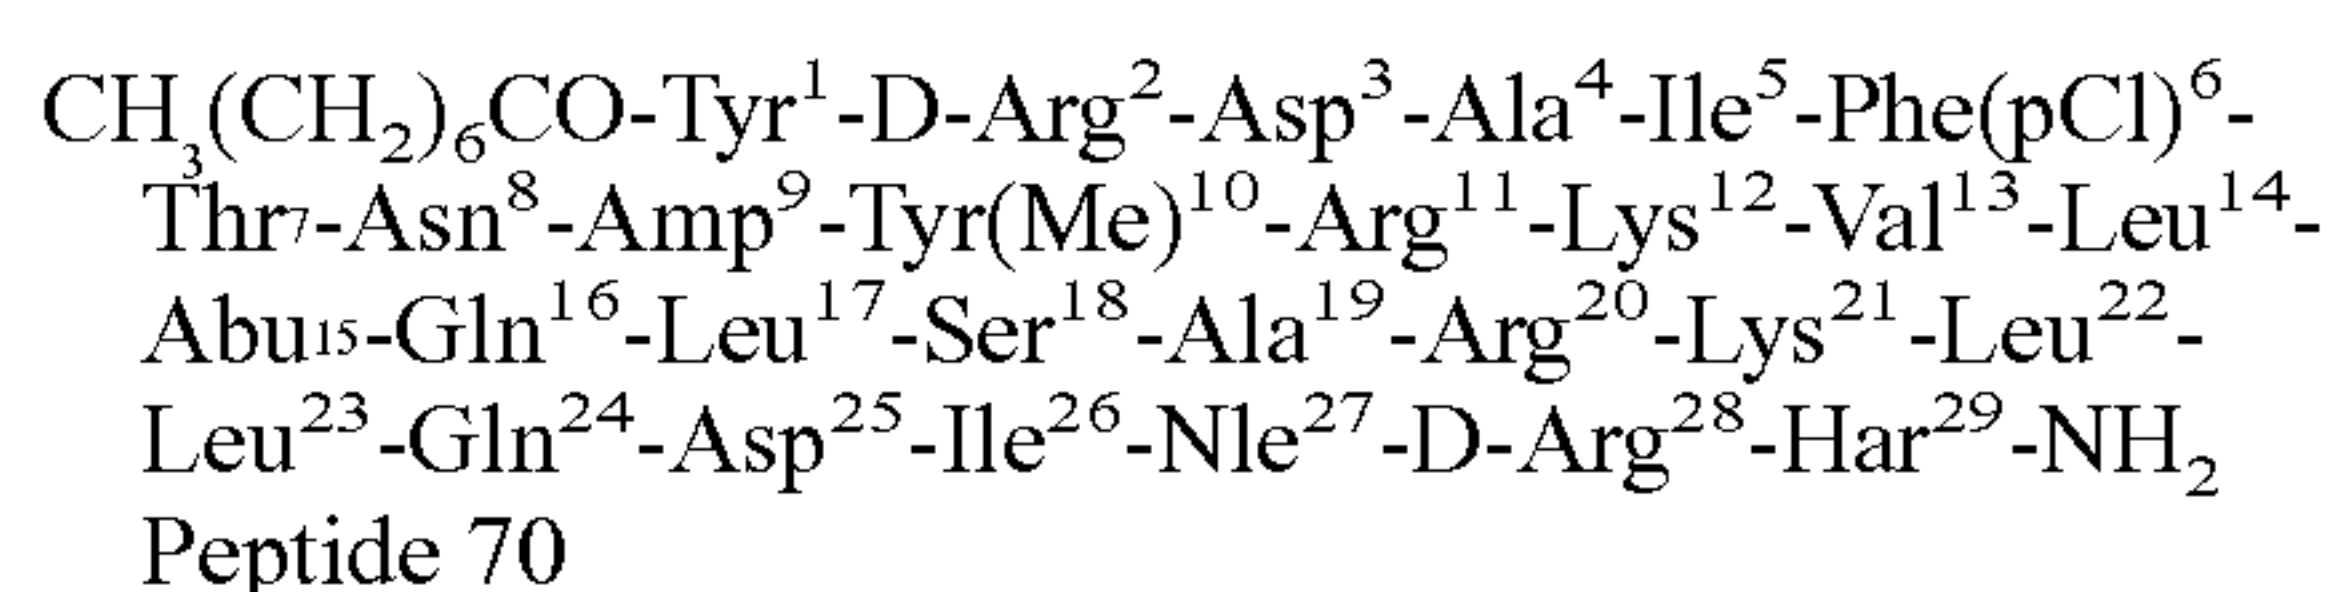 CH₃(CH₂)₆CO-Tyr¹-D-Arg²-Asp³-Ala⁴-Ile⁵-Phe(pCl)⁶-
Thr₇-Asn⁸-Amp⁹-Tyr(Me)¹⁰-Arg¹¹-Lys¹²-Val¹³-Leu¹⁴-
Abu₁₅-Gln¹⁶-Leu¹⁷-Ser¹⁸-Ala¹⁹-Arg²⁰-Lys²¹-Leu²²-
Leu²³-Gln²⁴-Asp²⁵-Ile²⁶-Nle²⁷-D-Arg²⁸-Har²⁹-NH₂
Peptide 70